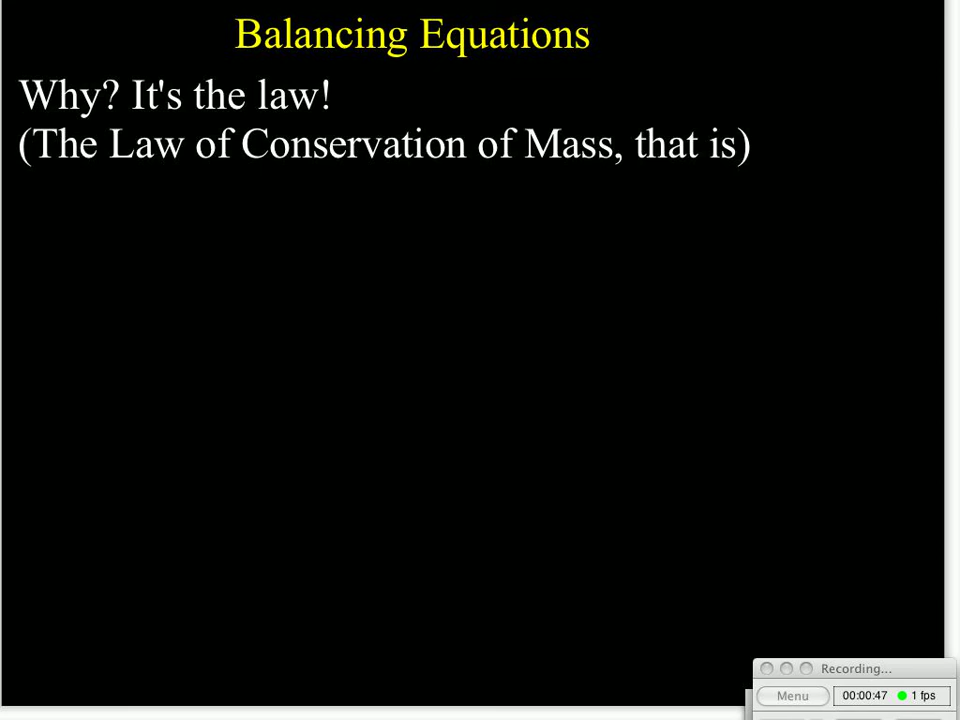 Balancing Equations
Why? It's the law!
(The Law of Conservation of Mass, that is)
Recording...
Menu
00:00:47 1 fps